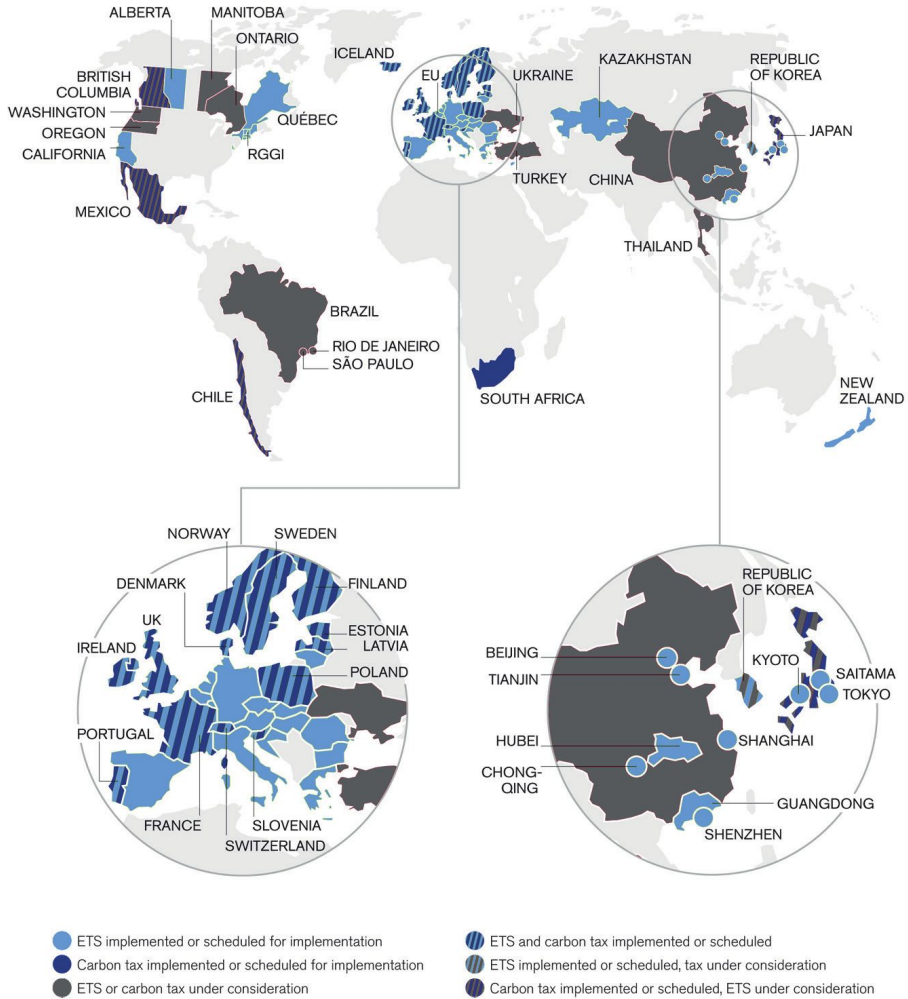 ALBERTA
MANITOBA
ONTARIO
ICELAND
BRITISH
COLUMBIA
WASHINGTON
OREGON
CALIFORNIA
QUÉBEC
RGGI
MEXICO
EU
UKRAINE
KAZAKHSTAN
REPUBLIC
OF KOREA
JAPAN
TURKEY
CHINA
THAILAND
BRAZIL
RIO DE JANEIRO
SÃO PAULO
CHILE
SOUTH AFRICA
NEW
ZEALAND
NORWAY
SWEDEN
DENMARK
FINLAND
UK
IRELAND
ESTONIA
LATVIA
POLAND
PORTUGAL
FRANCE
SLOVENIA
SWITZERLAND
REPUBLIC
OF KOREA
BEIJING
TIANJIN
KYOTO
SAITAMA
TOKYO
HUBEI
SHANGHAI
CHONG-
QING
GUANGDONG
SHENZHEN
ETS implemented or scheduled for implementation
Carbon tax implemented or scheduled for implementation
ETS or carbon tax under consideration
ETS and carbon tax implemented or scheduled
ETS implemented or scheduled, tax under consideration
Carbon tax implemented or scheduled, ETS under consideration